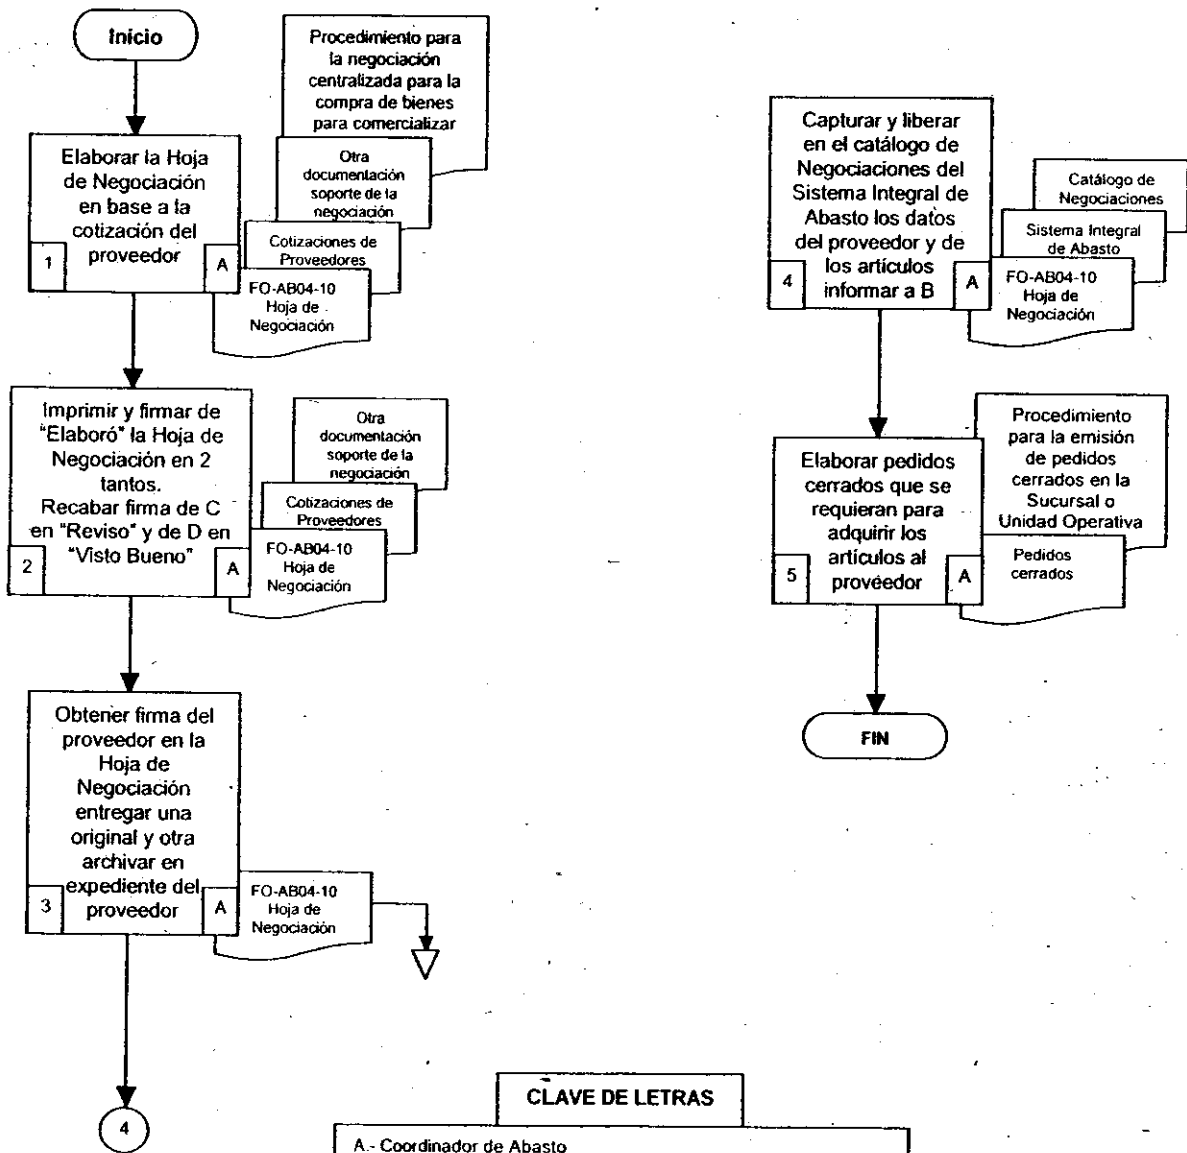 Inicio
Procedimiento para
la negociación
centralizada para la
compra de bienes
para comercializar
Elaborar la Hoja
de Negociación
en base a la
cotización del
proveedor
1
A
Otra
documentación
soporte de la
negociación
Cotizaciones de
Proveedores
FO-AB04-10
Hoja de
Negociación
Imprimir y firmar de
"Elaboró" la Hoja de
Negociación en 2
tantos.
Recabar firma de C
en "Reviso" y de D en
"Visto Bueno"
2
A
Otra
documentación
soporte de la
negociación
Cotizaciones de
Proveedores
FO-AB04-10
Hoja de
Negociación
Obtener firma del
proveedor en la
Hoja de
Negociación
entregar una
original y otra
archivar en
expediente del
proveedor
3
A
FO-AB04-10
Hoja de
Negociación
4
Capturar y liberar
en el catálogo de
Negociaciones del
Sistema Integral de
Abasto los datos
del proveedor y de
los artículos
informar a B
4
A
Catálogo de
Negociaciones
Sistema Integral
de Abasto
FO-AB04-10
Hoja de
Negociación
Elaborar pedidos
cerrados que se
requieran para
adquirir los
artículos al
proveedor
5
A
Procedimiento
para la emisión
de pedidos
cerrados en la
Sucursal o
Unidad Operativa
Pedidos
cerrados
FIN
CLAVE DE LETRAS
A.- Coordinador de Abasto